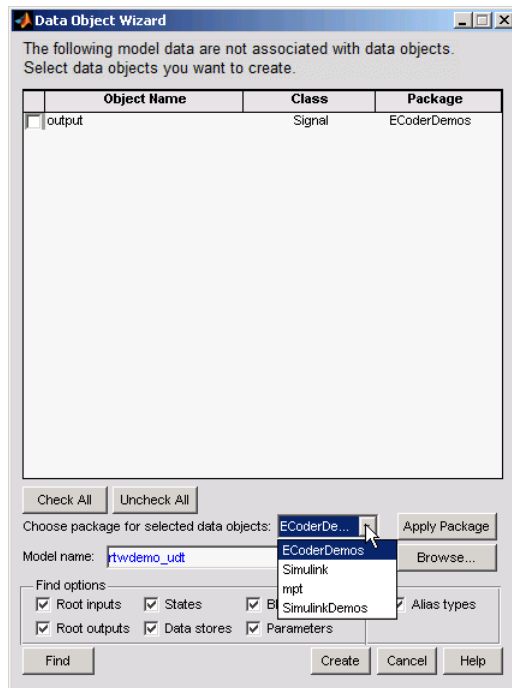 Data Object Wizard
The following model data are not associated with data objects.
Select data objects you want to create.
Object Name Class Package
output Signal ECoderDemos
Check All Uncheck All
Choose package for selected data objects: ECoderDe... Apply Package
ECoderDemos
Simulink
mpt
SimulinkDemos
Model name: rtwdemo_udt Browse...
Find options
Root inputs States Alias types
Root outputs Data stores Parameters
Find Create Cancel Help